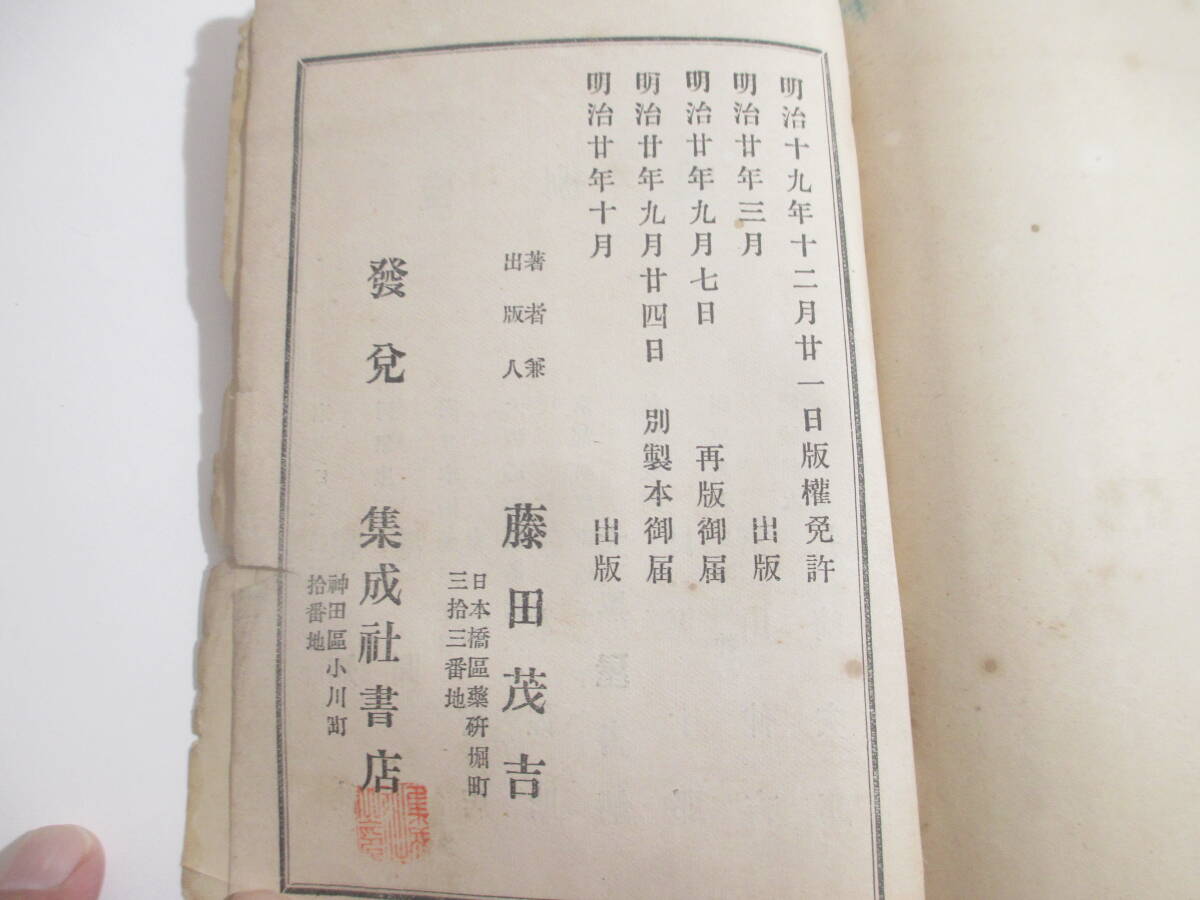 明治十九年十二月廿一日版權免許
明治廿年三月 出版
明治廿年九月七日 再版御届
明治廿年九月廿四日 別製本御届
明治廿年十月 出版
著者兼
出版人
藤田茂吉
日本橋區藥研堀町
三拾三番地
發兌
集成社書店
神田區小川町
拾番地